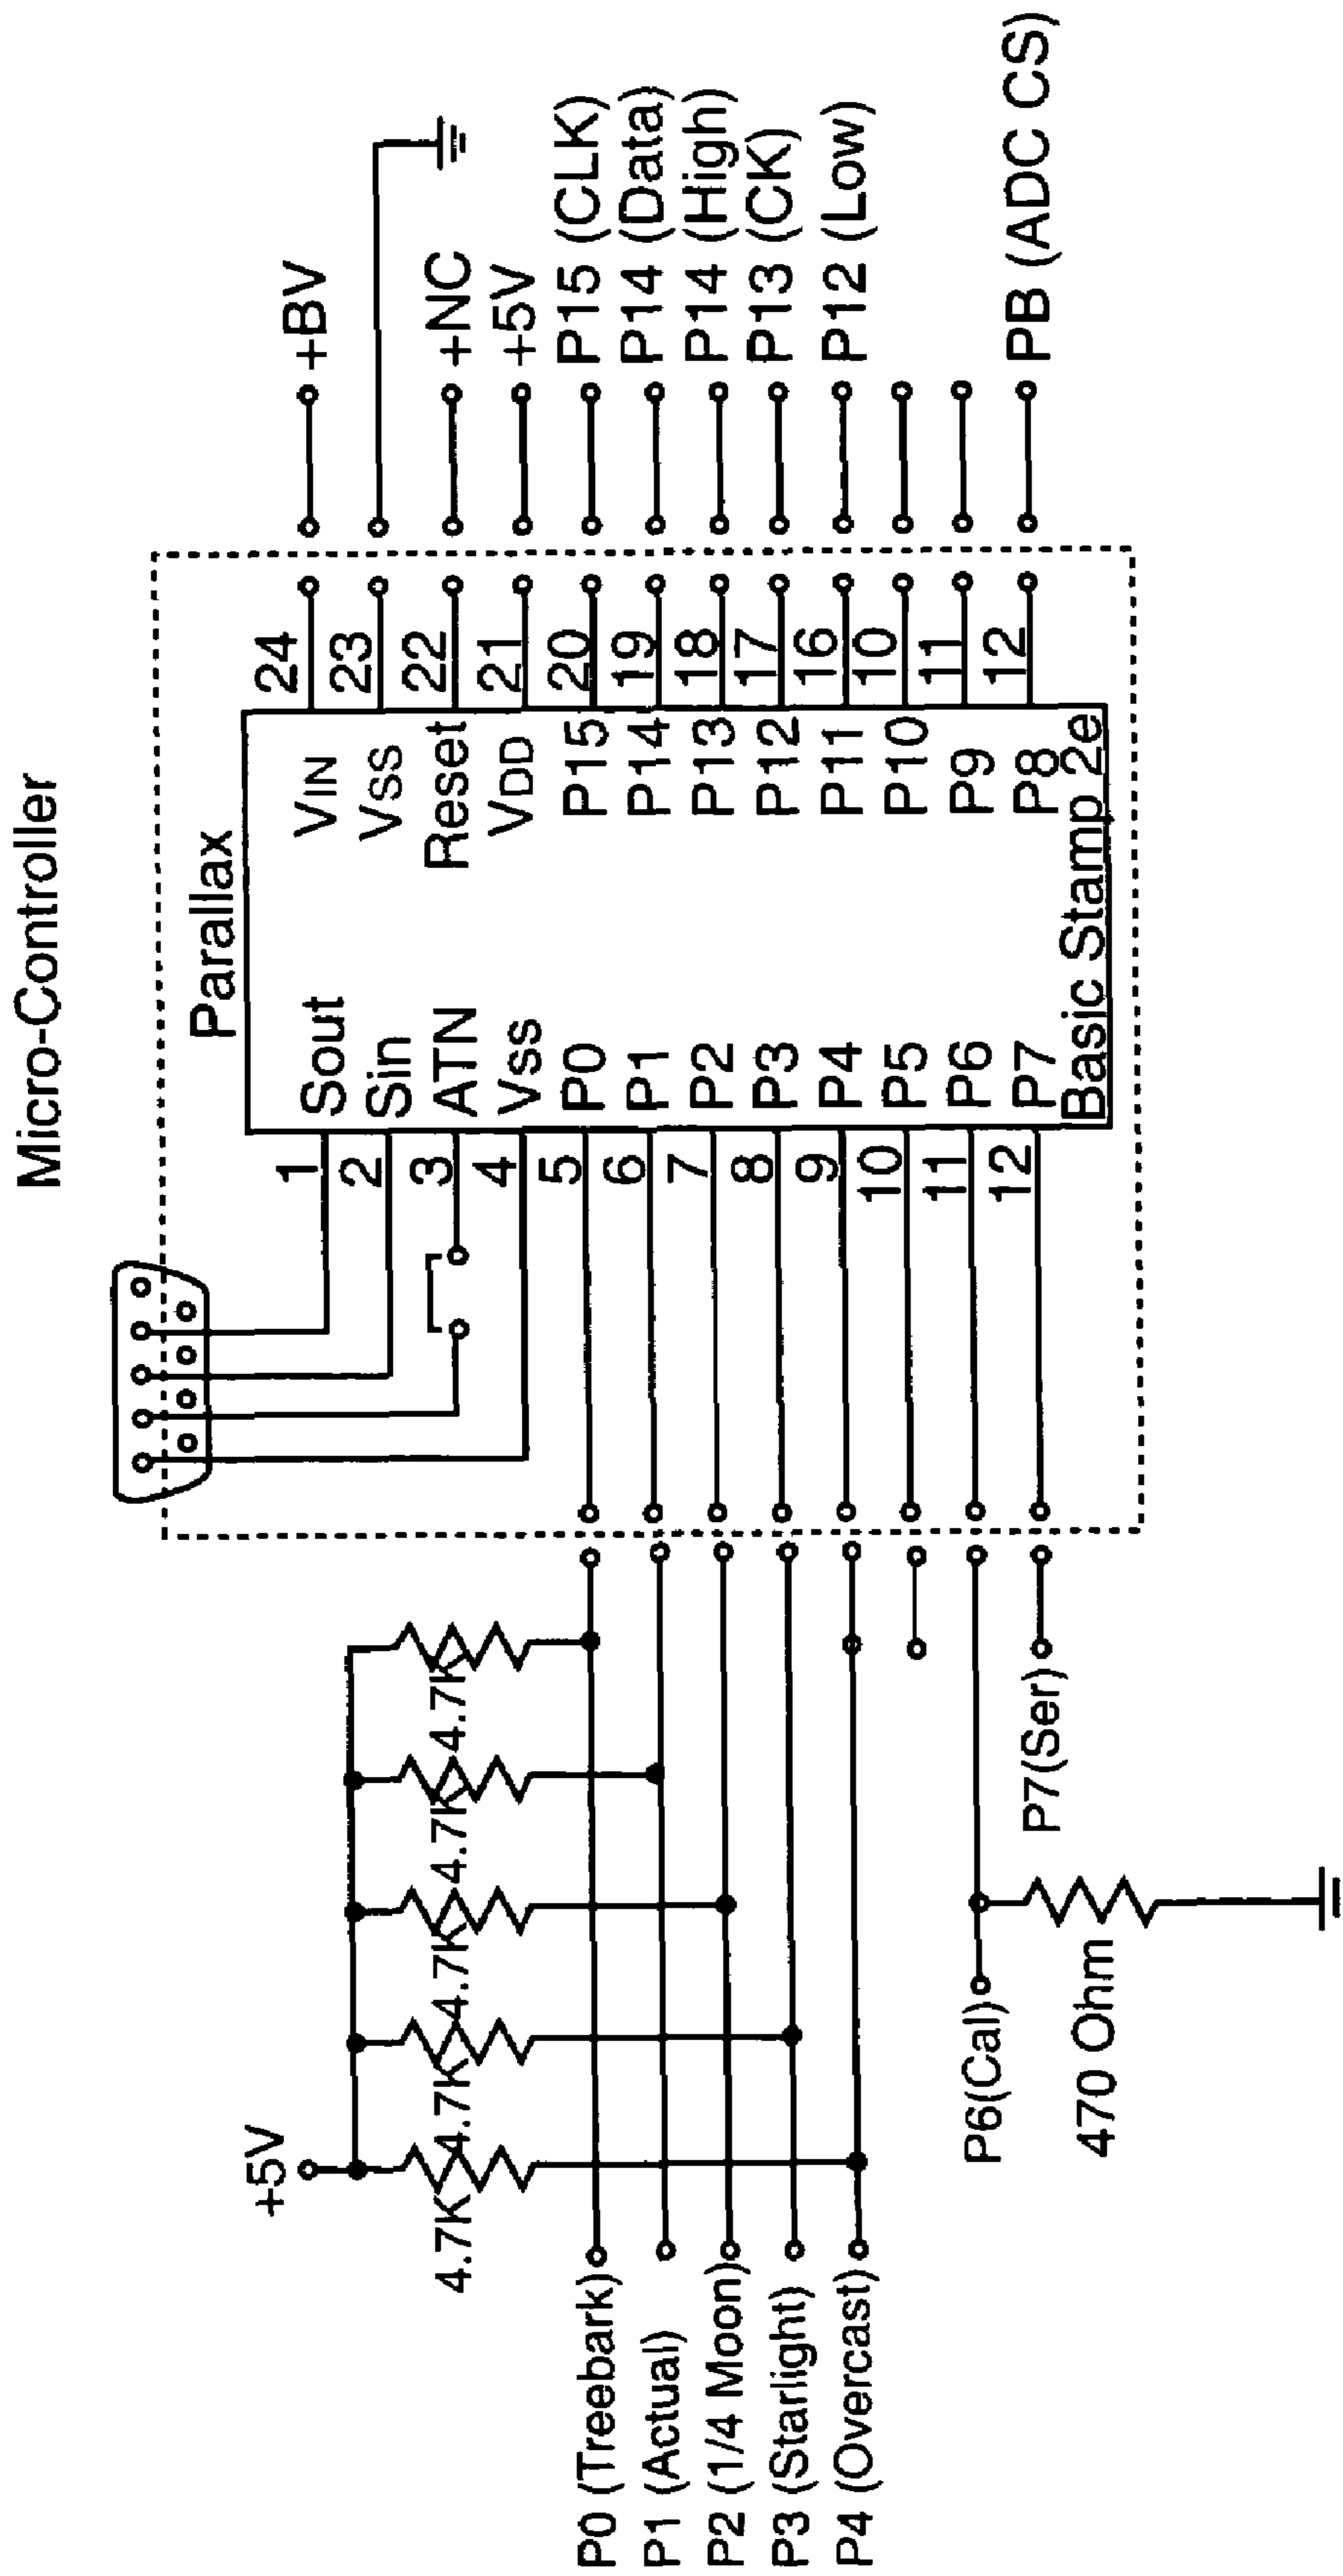 Micro-Controller
Parallax
Sout
Sin
ATN
Vss
P0
P1
P2
P3
P4
P5
P6
P7
VIN
VSS
Reset
VDD
P15
P14
P13
P12
P11
P10
P9
P8
Basic Stamp 2e
1
2
3
4
5
6
7
8
9
10
11
12
24
23
22
21
20
19
18
17
16
10
11
12
+BV
+NC
+5V
P15 (CLK)
P14 (Data)
P14 (High)
P13 (CK)
P12 (Low)
PB (ADC CS)
+5V
4.7K
4.7K
4.7K
4.7K
4.7K
P0 (Treebark)
P1 (Actual)
P2 (1/4 Moon)
P3 (Starlight)
P4 (Overcast)
P6(Cal)
P7(Ser)
470 Ohm